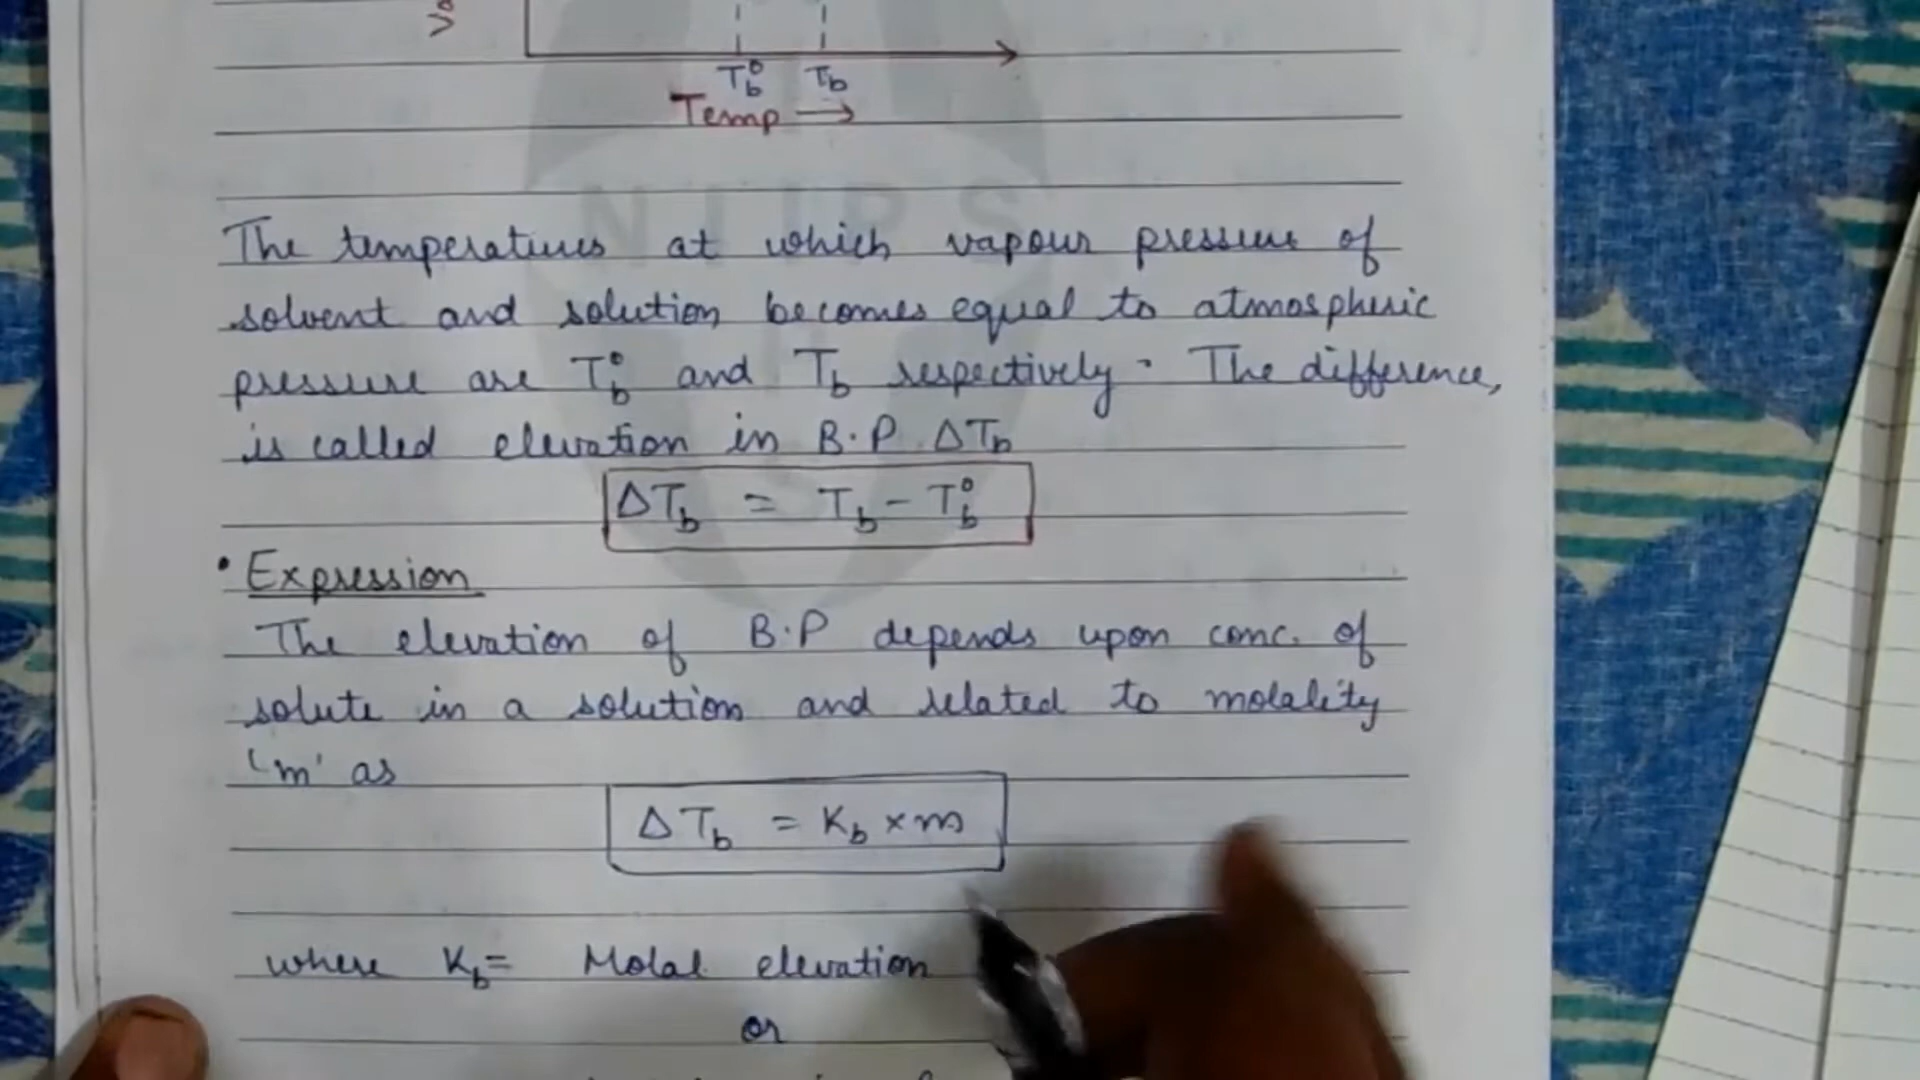 T°b Tb
Temp →
NIIPS
The temperatures at which vapour pressure of
solvent and solution becomes equal to atmospheric
pressure are T°b and Tb respectively. The difference,
is called elevation in B.P ΔTb
ΔTb = Tb - T°b
• Expression
The elevation of B.P depends upon conc. of
solute in a solution and related to molality
'm' as
ΔTb = Kb × m
where Kb = Molal elevation
or